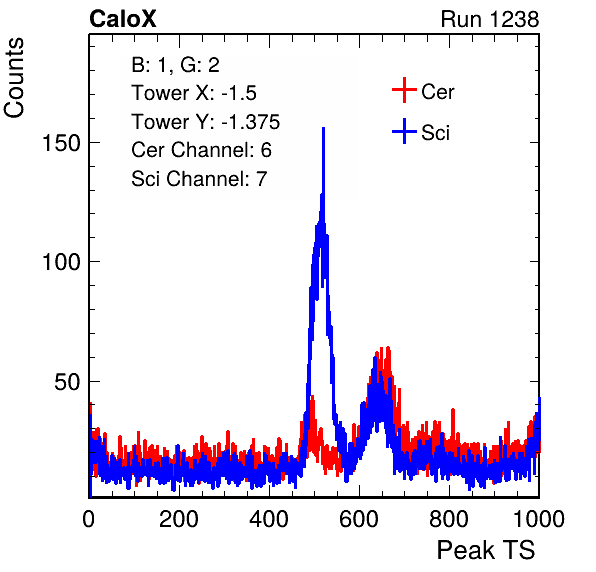 CaloX Run 1238
Counts
B: 1, G: 2
Tower X: -1.5
Tower Y: -1.375
Cer Channel: 6
Sci Channel: 7
Cer
Sci
150
100
50
0 200 400 600 800 1000
Peak TS